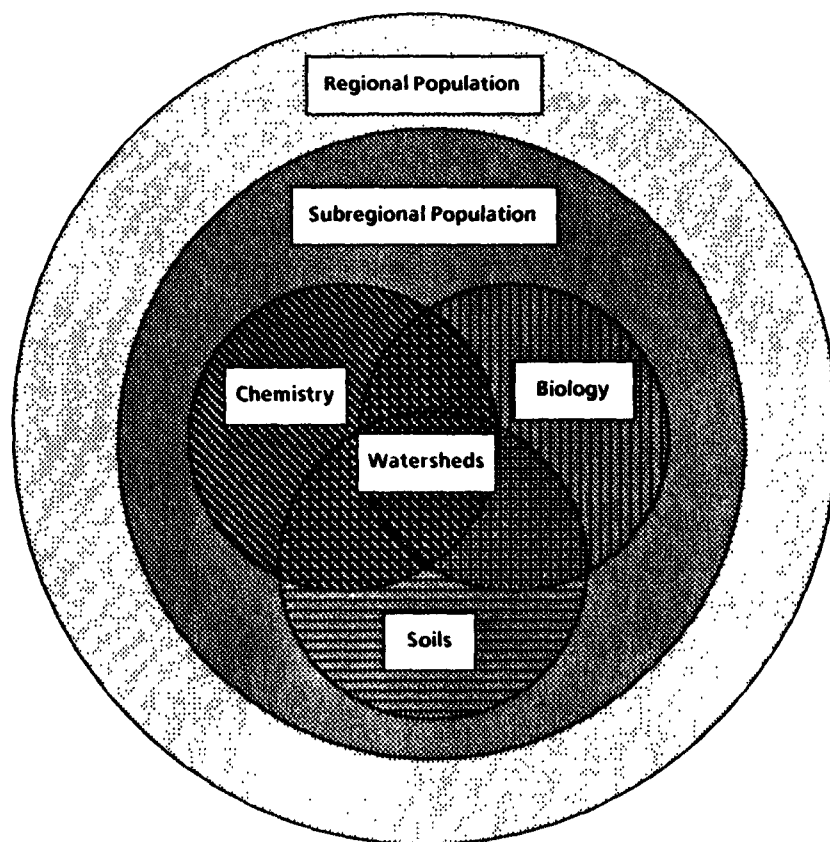 Regional Population
Subregional Population
Chemistry
Biology
Watersheds
Soils